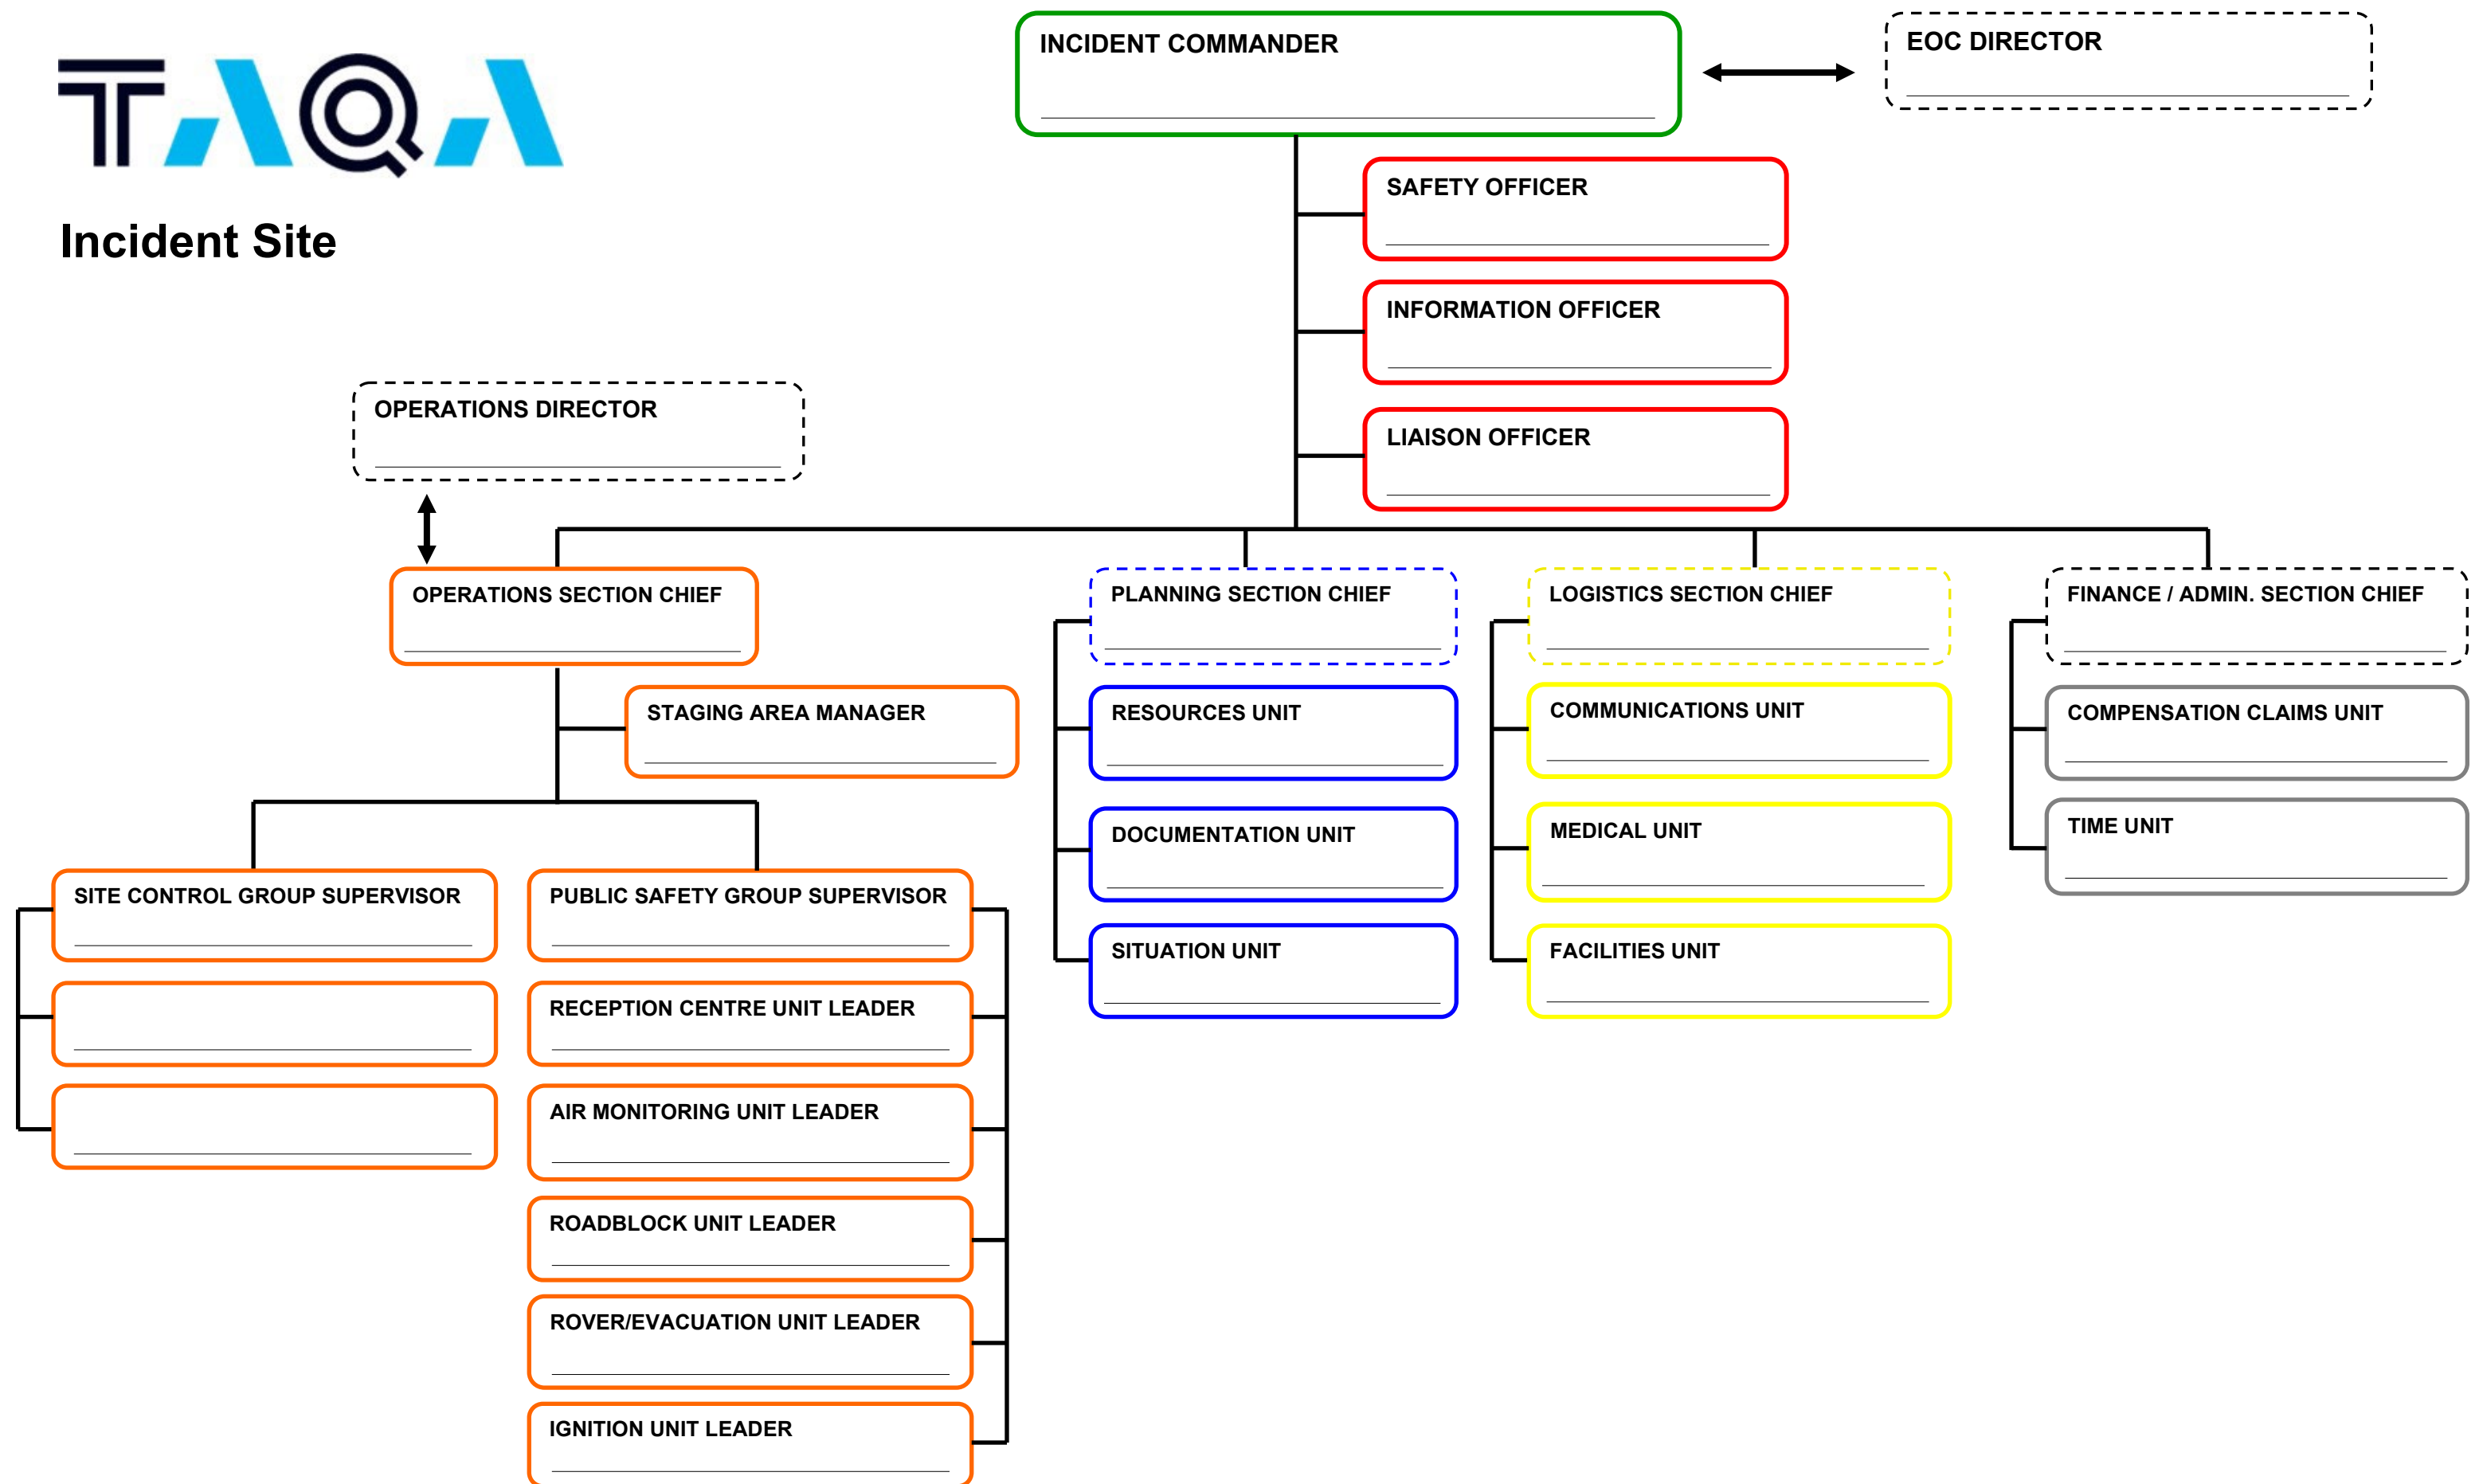 TAQA
Incident Site
INCIDENT COMMANDER
EOC DIRECTOR
SAFETY OFFICER
INFORMATION OFFICER
LIAISON OFFICER
OPERATIONS DIRECTOR
OPERATIONS SECTION CHIEF
PLANNING SECTION CHIEF
LOGISTICS SECTION CHIEF
FINANCE / ADMIN. SECTION CHIEF
STAGING AREA MANAGER
RESOURCES UNIT
COMMUNICATIONS UNIT
COMPENSATION CLAIMS UNIT
DOCUMENTATION UNIT
MEDICAL UNIT
TIME UNIT
SITE CONTROL GROUP SUPERVISOR
PUBLIC SAFETY GROUP SUPERVISOR
SITUATION UNIT
FACILITIES UNIT
RECEPTION CENTRE UNIT LEADER
AIR MONITORING UNIT LEADER
ROADBLOCK UNIT LEADER
ROVER/EVACUATION UNIT LEADER
IGNITION UNIT LEADER